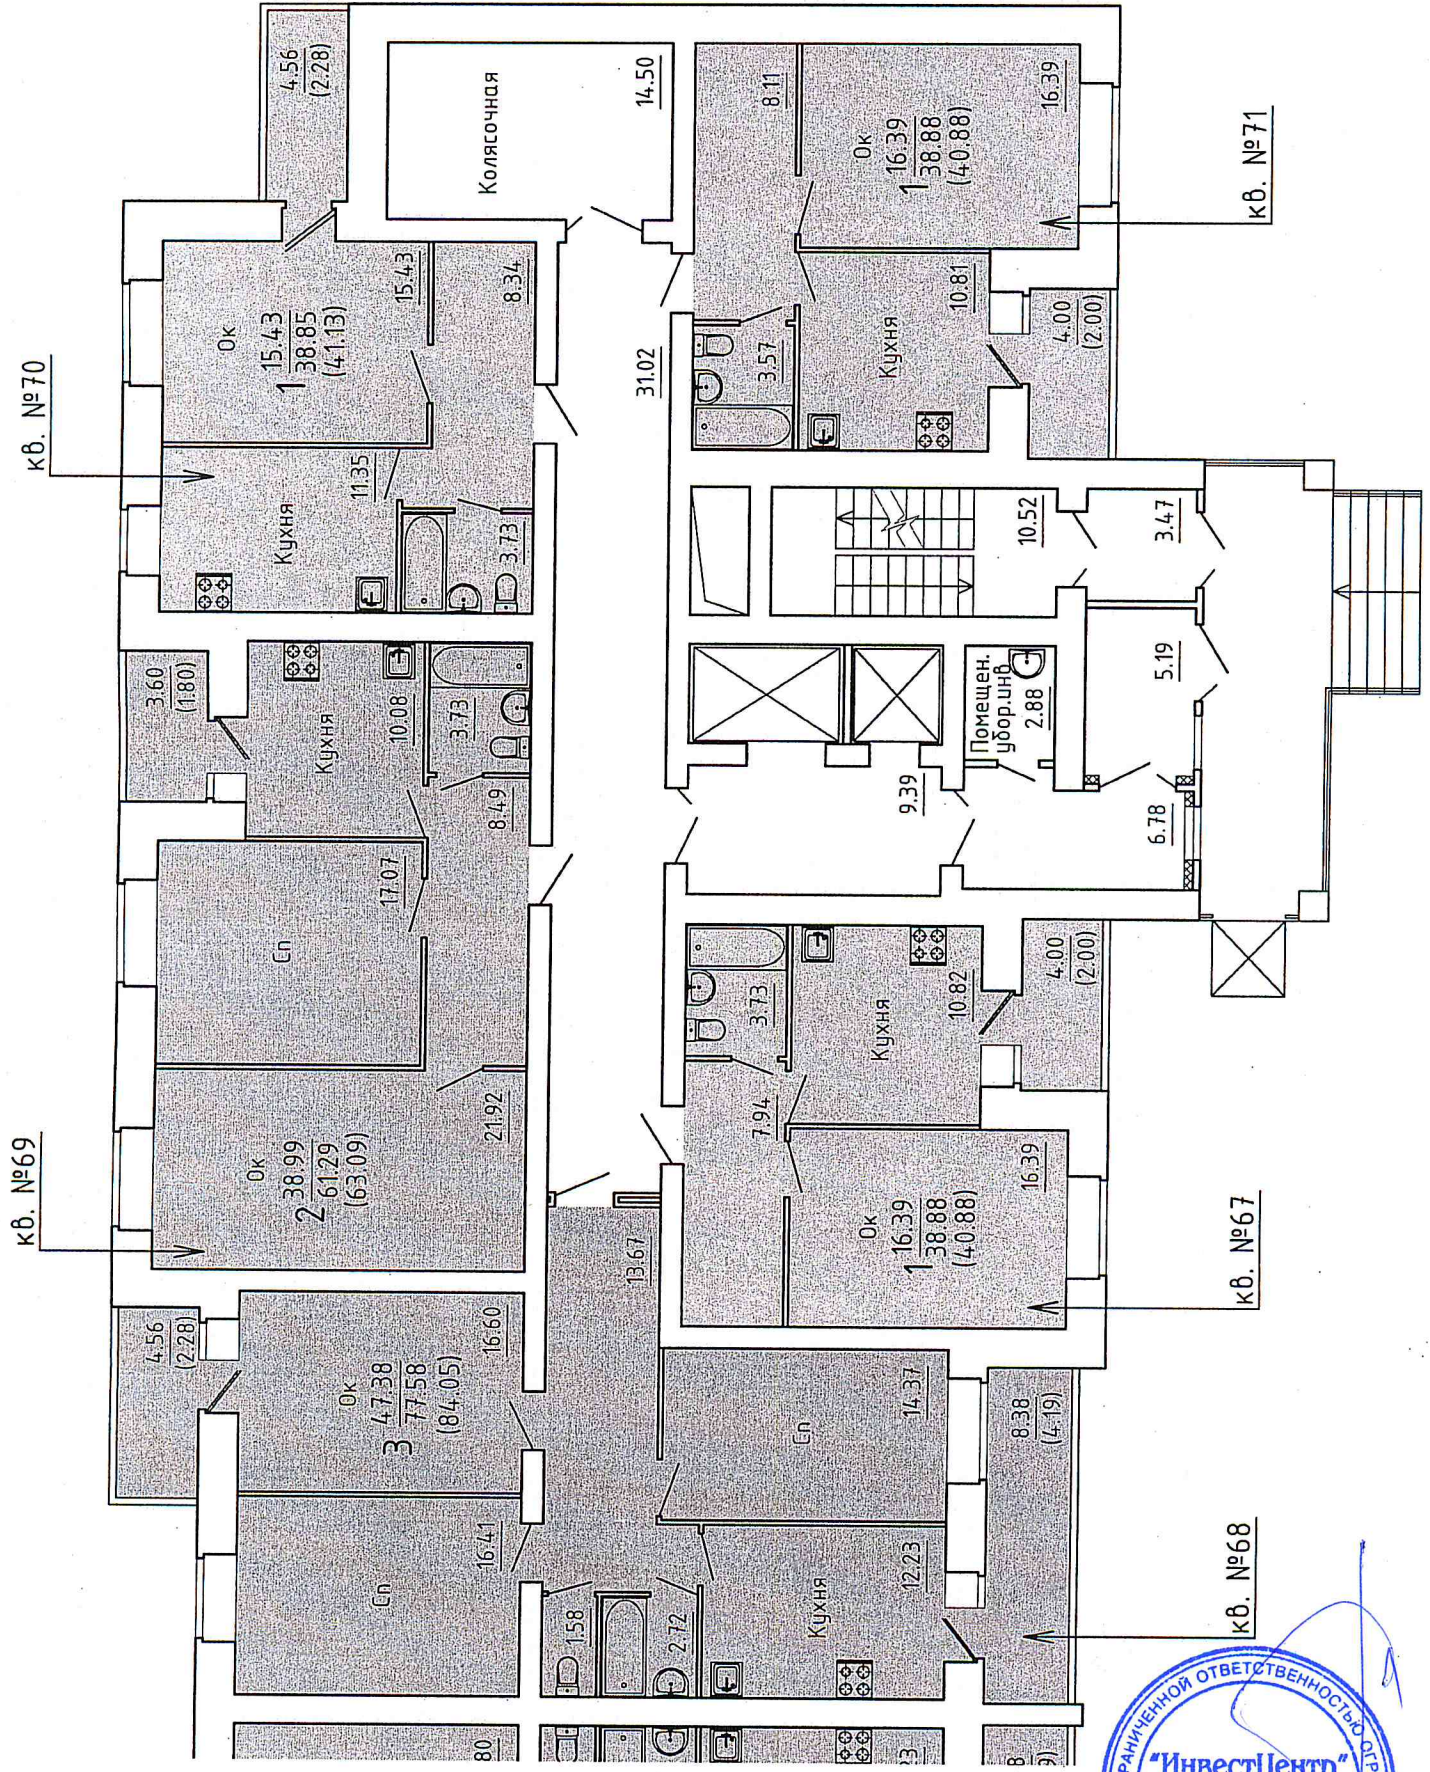 кв. №70
4.56
(2.28)
Ок
1 15.43
38.85
(41.13)
15.43
Кухня
11.35
8.34
3.73
Колясочная
14.50
31.02
8.11
Ок
1 16.39
38.88
(40.88)
16.39
кв. №71
3.57
Кухня
10.81
4.00
(2.00)
кв. №69
3.60
(1.80)
Кухня
10.08
3.73
8.49
Сп
17.07
Ок
2 38.99
61.29
(63.09)
21.92
10.52
3.47
5.19
Помещен.
убор.инв.
2.88
9.39
6.78
3.73
Кухня
10.82
4.00
(2.00)
7.94
Ок
1 16.39
38.88
(40.88)
16.39
кв. №67
4.56
(2.28)
Ок
3 47.38
77.58
(84.05)
16.60
13.67
Сп
16.41
Сп
14.37
8.38
(4.19)
1.58
2.72
Кухня
12.23
кв. №68
80
23
8
9)
РАНИЧЕННОЙ ОТВЕТСТВЕННОСТЬЮ ОГР
"ИнвестЦентр"